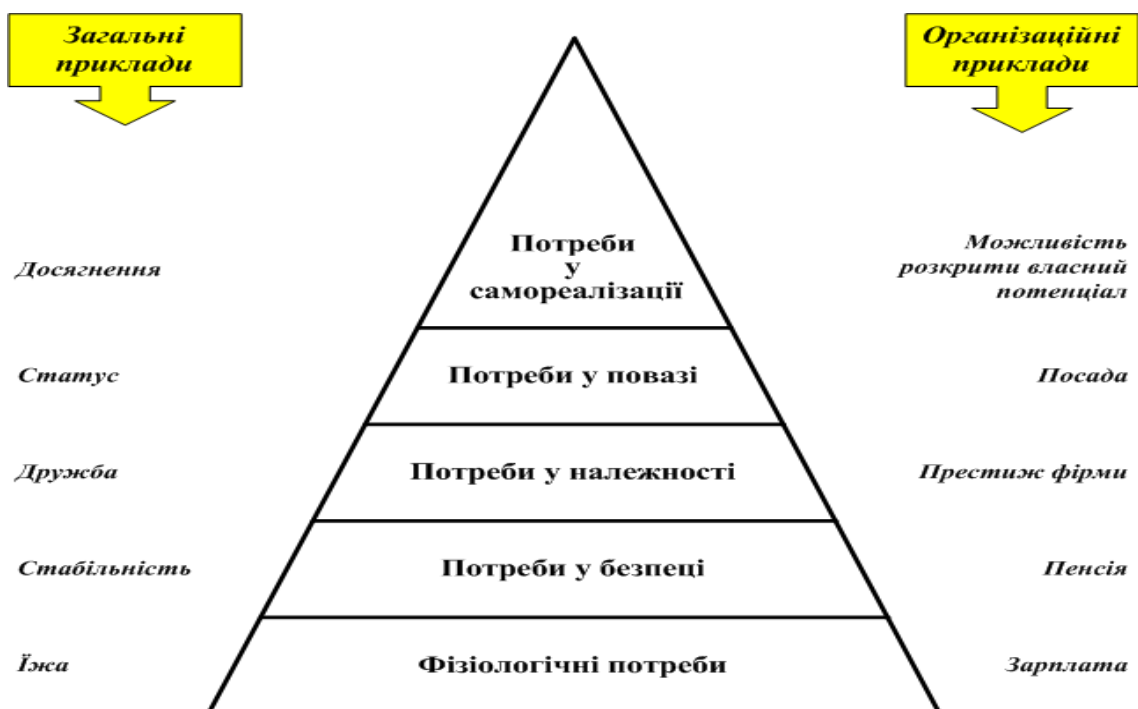 Загальні
приклади
Організаційні
приклади
Досягнення
Потреби
у
самореалізації
Можливість
розкрити власний
потенціал
Статус
Потреби у повазі
Посада
Дружба
Потреби у належності
Престиж фірми
Стабільність
Потреби у безпеці
Пенсія
Їжа
Фізіологічні потреби
Зарплата